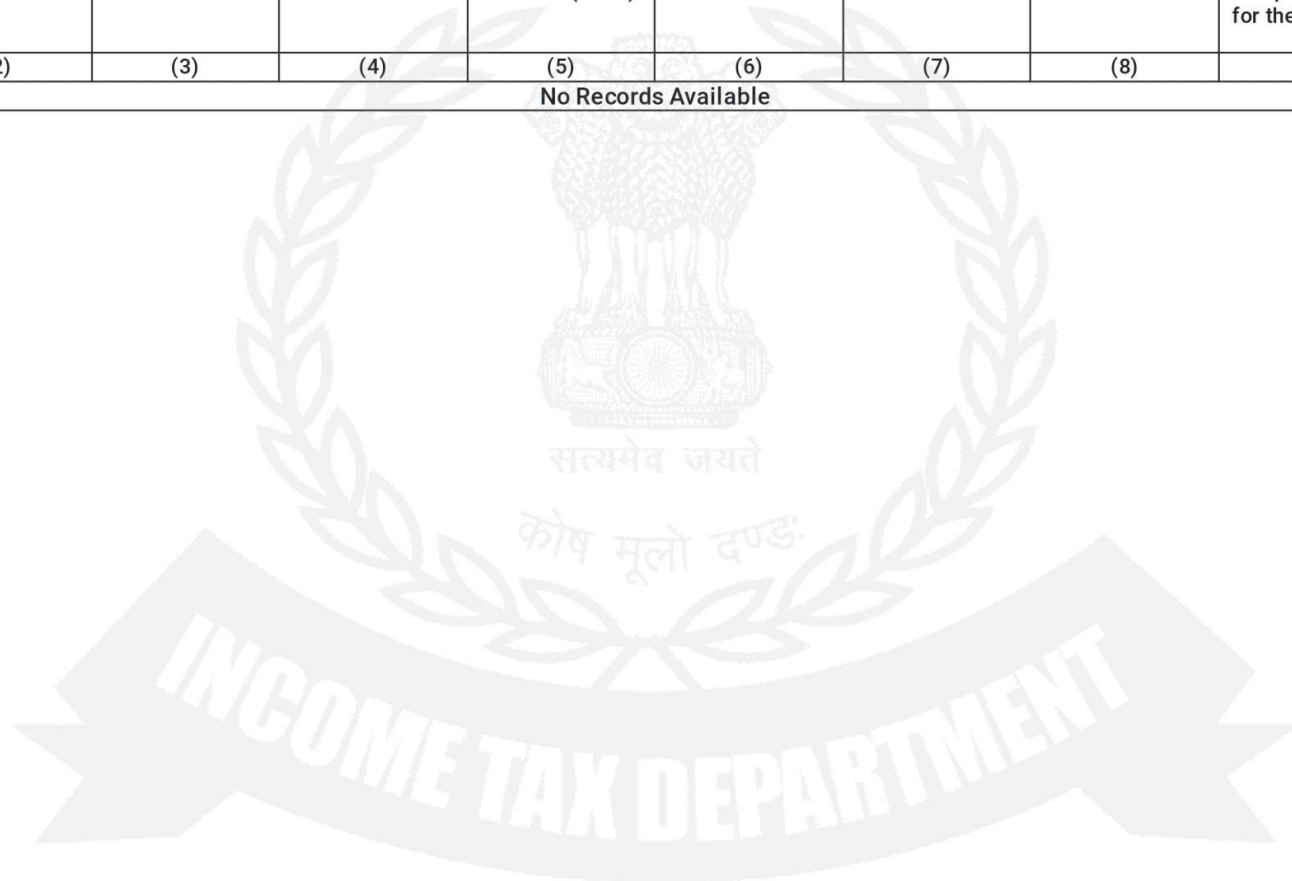 for the
(3) (4) (5) (6) (7) (8)
No Records Available
सत्यमेव जयते
कोष मूलो दण्ड:
INCOME TAX DEPARTMENT